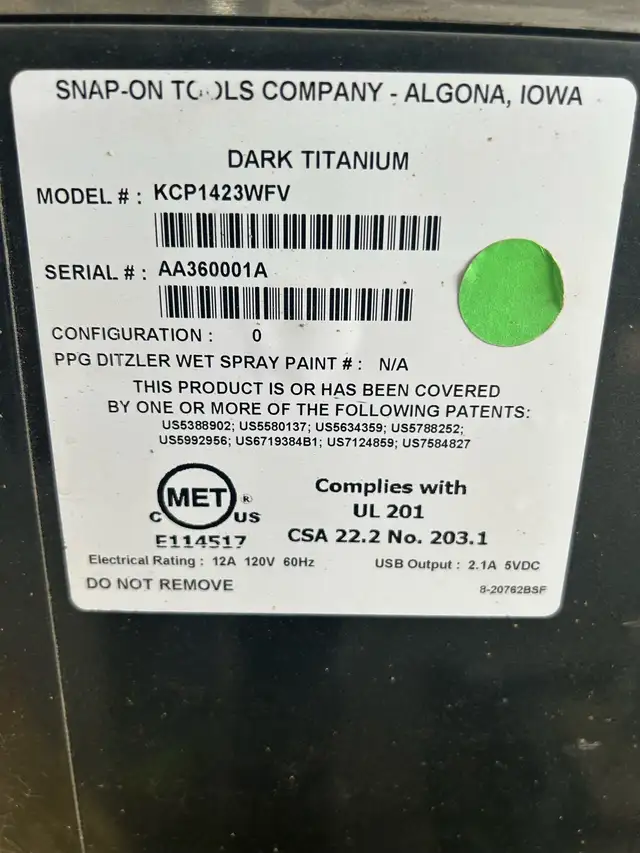 SNAP-ON TOOLS COMPANY - ALGONA, IOWA
DARK TITANIUM
MODEL # : KCP1423WFV
SERIAL # : AA360001A
CONFIGURATION : 0
PPG DITZLER WET SPRAY PAINT # : N/A
THIS PRODUCT IS OR HAS BEEN COVERED
BY ONE OR MORE OF THE FOLLOWING PATENTS:
US5388902; US5580137; US5634359; US5788252;
US5992956; US6719384B1; US7124859; US7584827
MET ®
C US
E114517
Complies with
UL 201
CSA 22.2 No. 203.1
Electrical Rating : 12A 120V 60Hz USB Output : 2.1A 5VDC
DO NOT REMOVE 8-20762BSF